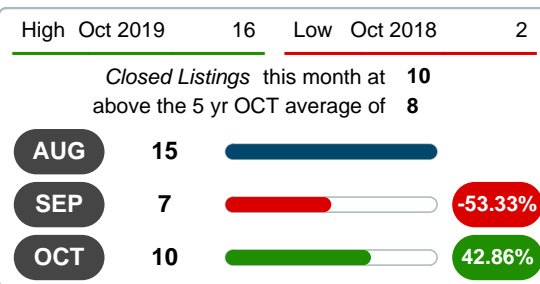 High Oct 2019 16 Low Oct 2018 2
Closed Listings this month at 10
above the 5 yr OCT average of 8
AUG 15
SEP 7 -53.33%
OCT 10 42.86%